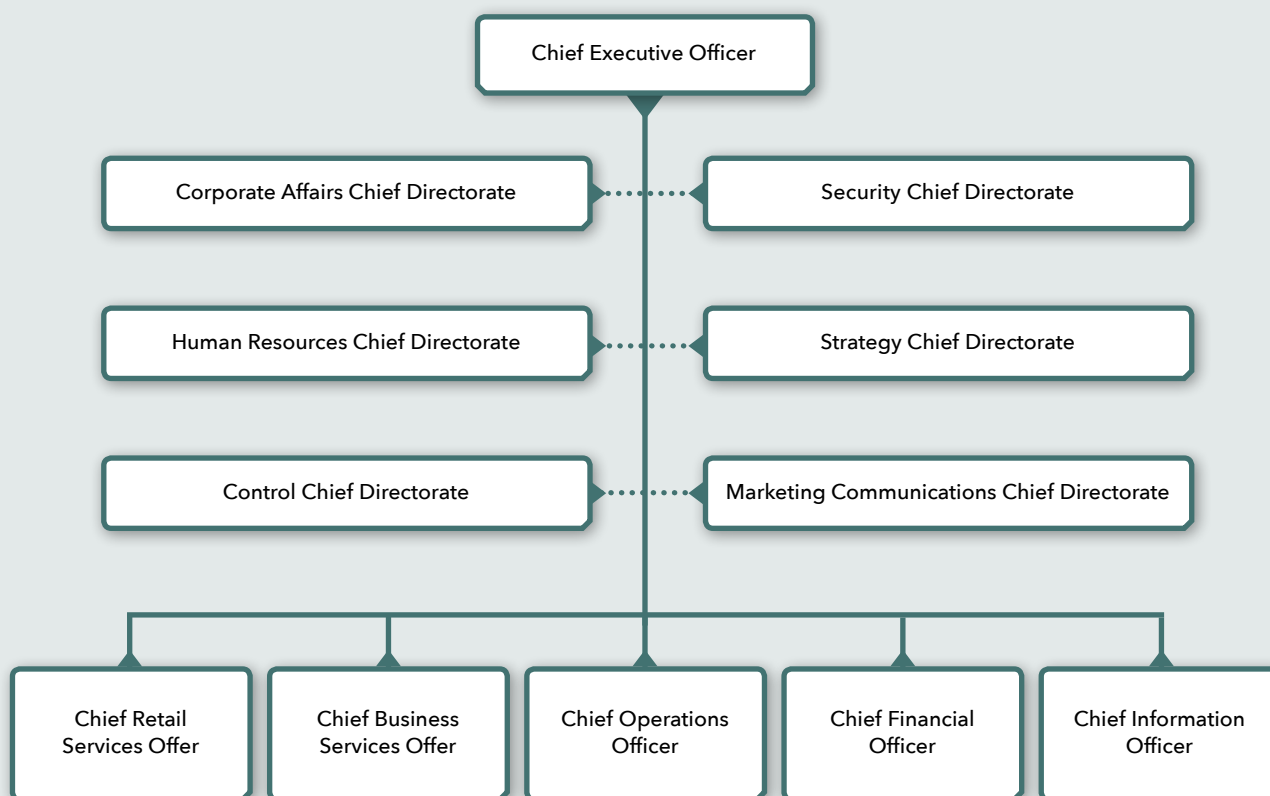 Chief Executive Officer
Corporate Affairs Chief Directorate
Security Chief Directorate
Human Resources Chief Directorate
Strategy Chief Directorate
Control Chief Directorate
Marketing Communications Chief Directorate
Chief Retail
Services Offer
Chief Business
Services Offer
Chief Operations
Officer
Chief Financial
Officer
Chief Information
Officer